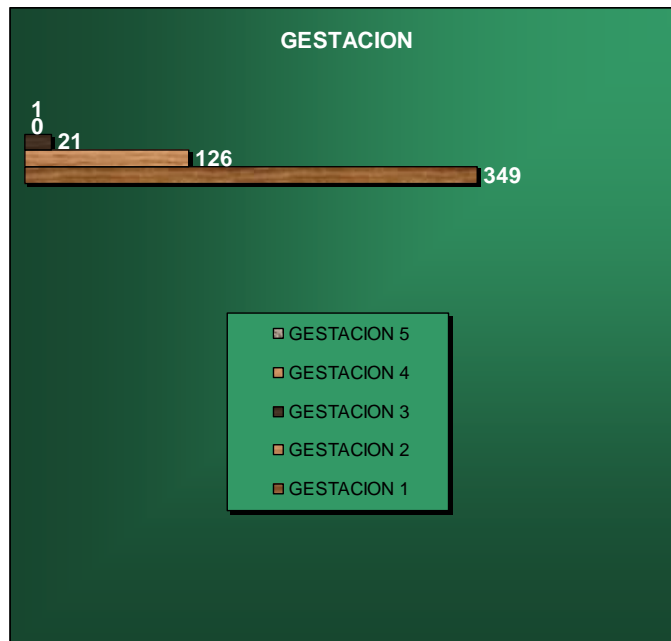 GESTACION
1
0
21
126
349
GESTACION 5
GESTACION 4
GESTACION 3
GESTACION 2
GESTACION 1